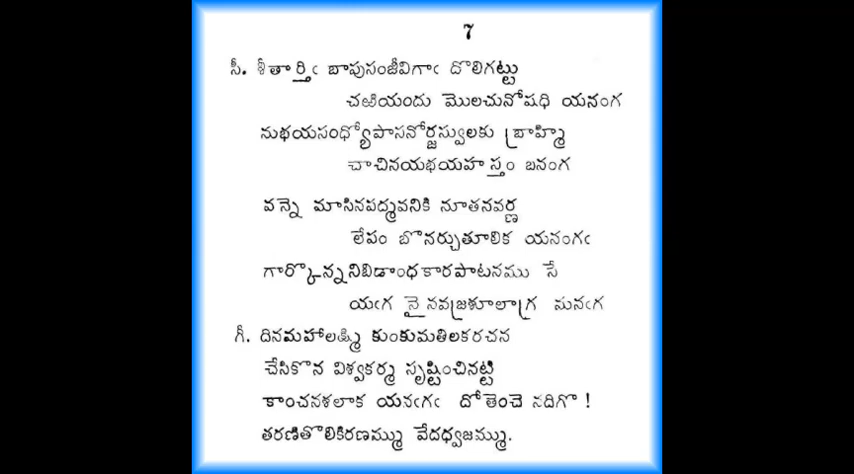 7
సీ. శీతార్తిఁ బాపుసంజీవిగాఁ దొలిగట్టు
చఱియందు మొలచునోషధి యనంగ
నుభయసంధ్యోపాసనోర్జస్వులకు బ్రాహ్మి
చాచినయభయహస్తం బనంగ
వన్నె మాసినపద్మవనికి నూతనవర్ణ
లేపం బొనర్చుతూలిక యనంగఁ
గార్కొన్ననిబిడాంధకారపాటనము సే
యఁగ నైనవజ్రశూలాగ్ర మనఁగ
గీ. దినమహాలక్ష్మి కుంకుమతిలకరచన
చేసికొన విశ్వకర్మ సృష్టించినట్టి
కాంచనశలాక యనఁగఁ దోతెంచె నదిగొ !
తరణితొలికిరణమ్ము వేదధ్వజమ్ము.